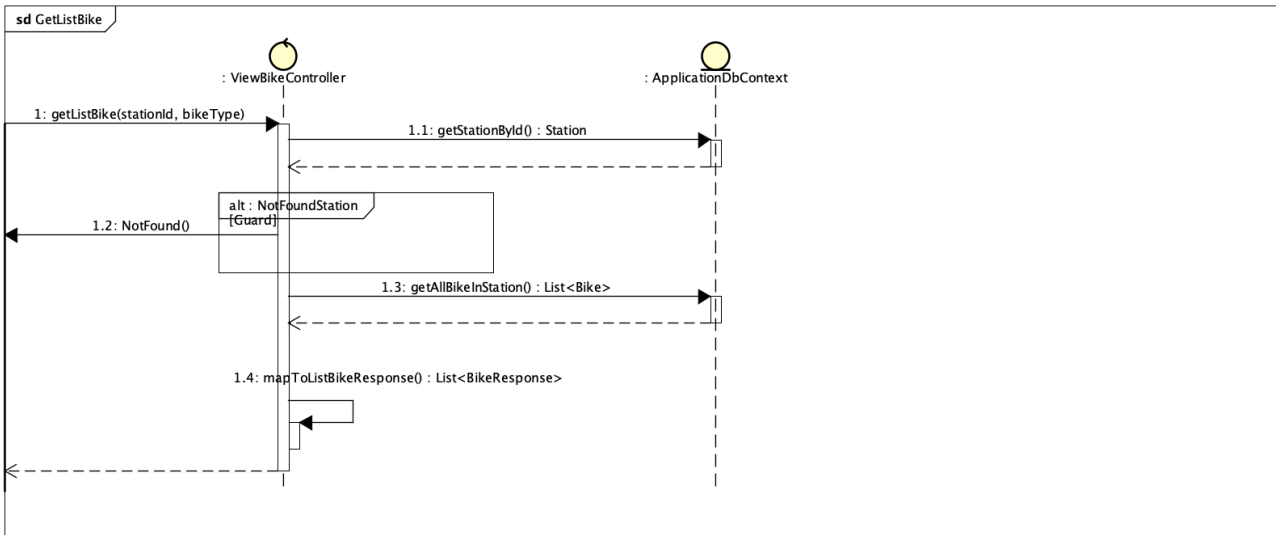 sd GetListBike
: ViewBikeController
: ApplicationDbContext
1: getListBike(stationId, bikeType)
1.1: getStationById() : Station
alt : NotFoundStation
[Guard]
1.2: NotFound()
1.3: getAllBikeInStation() : List<Bike>
1.4: mapToListBikeResponse() : List<BikeResponse>